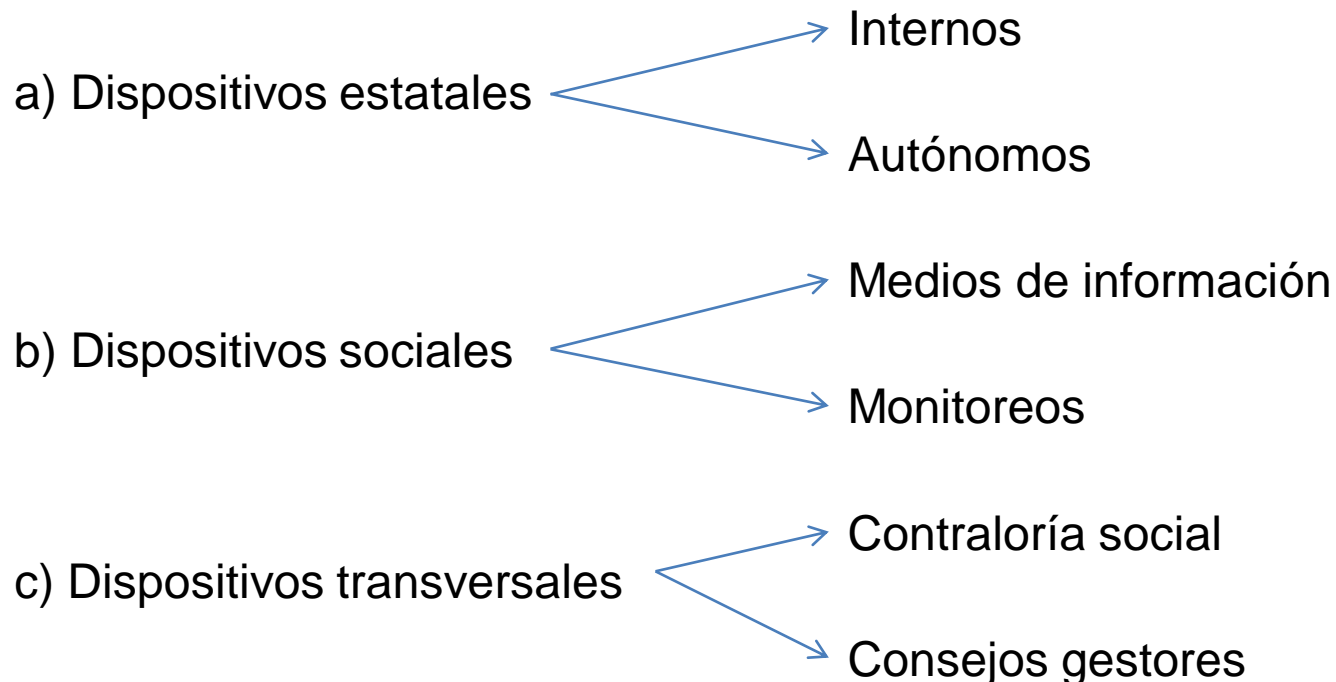 Internos
a) Dispositivos estatales
Autónomos
Medios de información
b) Dispositivos sociales
Monitoreos
Contraloría social
c) Dispositivos transversales
Consejos gestores